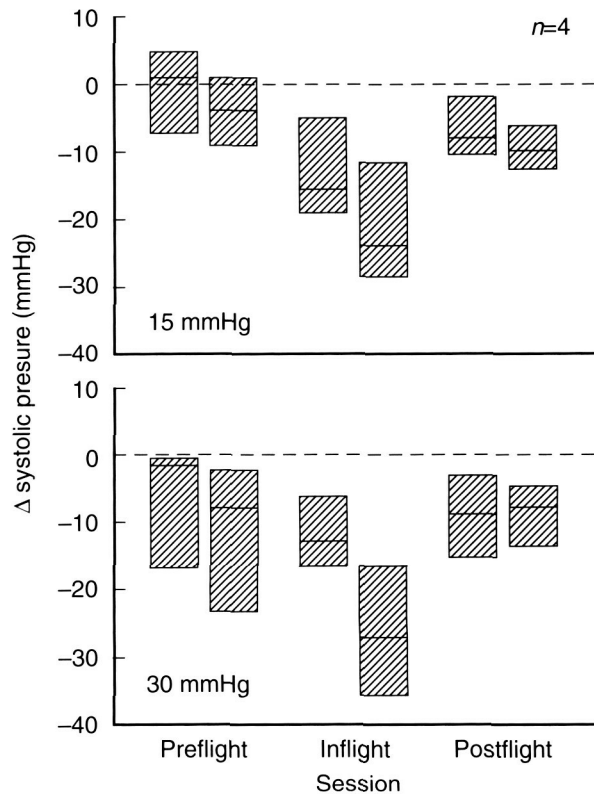 n=4
10
0
−10
−20
−30
−40
15 mmHg
10
0
−10
−20
−30
−40
30 mmHg
Δ systolic presure (mmHg)
Preflight Inflight Postflight
Session